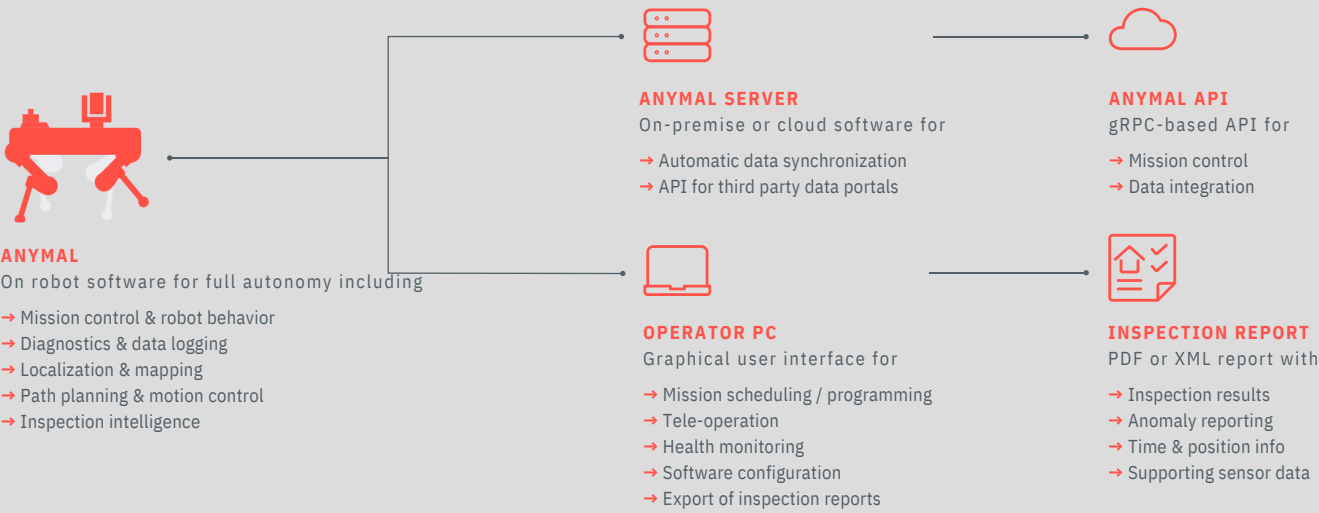 ANYMAL
On robot software for full autonomy including
→ Mission control & robot behavior
→ Diagnostics & data logging
→ Localization & mapping
→ Path planning & motion control
→ Inspection intelligence
ANYMAL SERVER
On-premise or cloud software for
→ Automatic data synchronization
→ API for third party data portals
ANYMAL API
gRPC-based API for
→ Mission control
→ Data integration
OPERATOR PC
Graphical user interface for
→ Mission scheduling / programming
→ Tele-operation
→ Health monitoring
→ Software configuration
→ Export of inspection reports
INSPECTION REPORT
PDF or XML report with
→ Inspection results
→ Anomaly reporting
→ Time & position info
→ Supporting sensor data